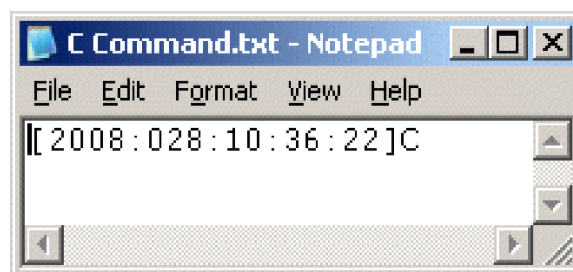 C Command.txt - Notepad
File Edit Format View Help
[2008:028:10:36:22]C